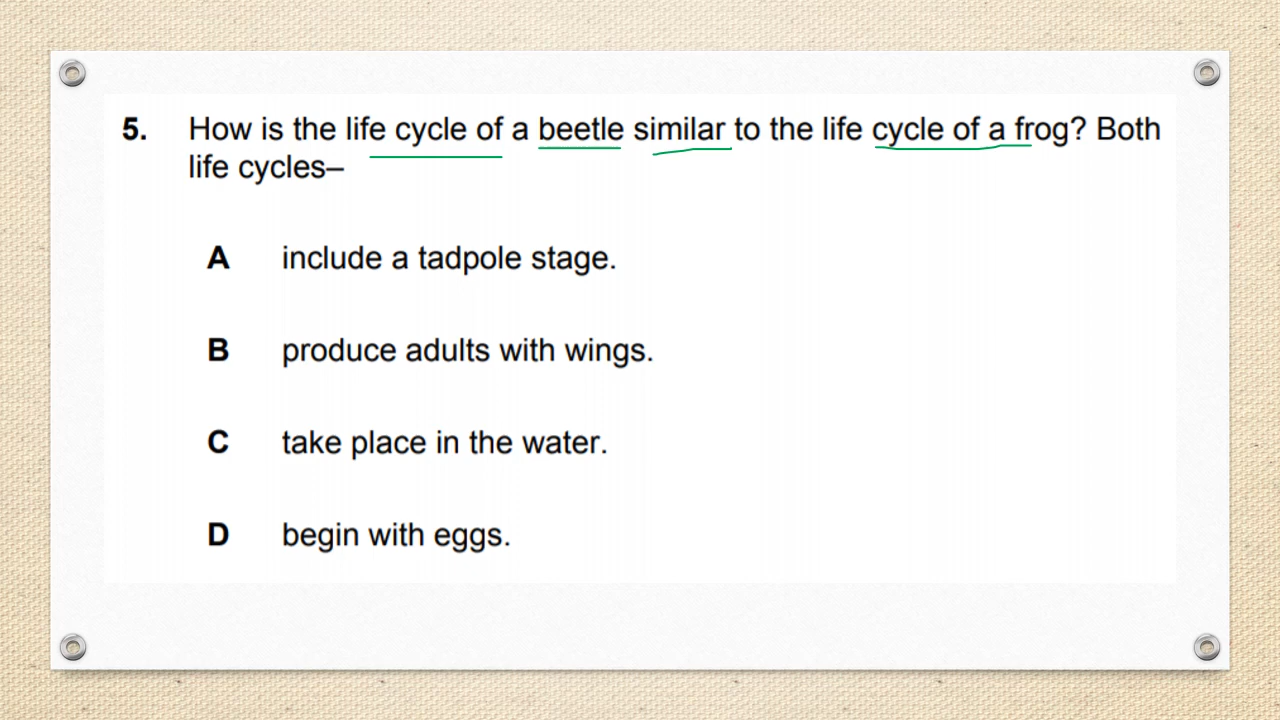 5. How is the life cycle of a beetle similar to the life cycle of a frog? Both
life cycles–
A include a tadpole stage.
B produce adults with wings.
C take place in the water.
D begin with eggs.